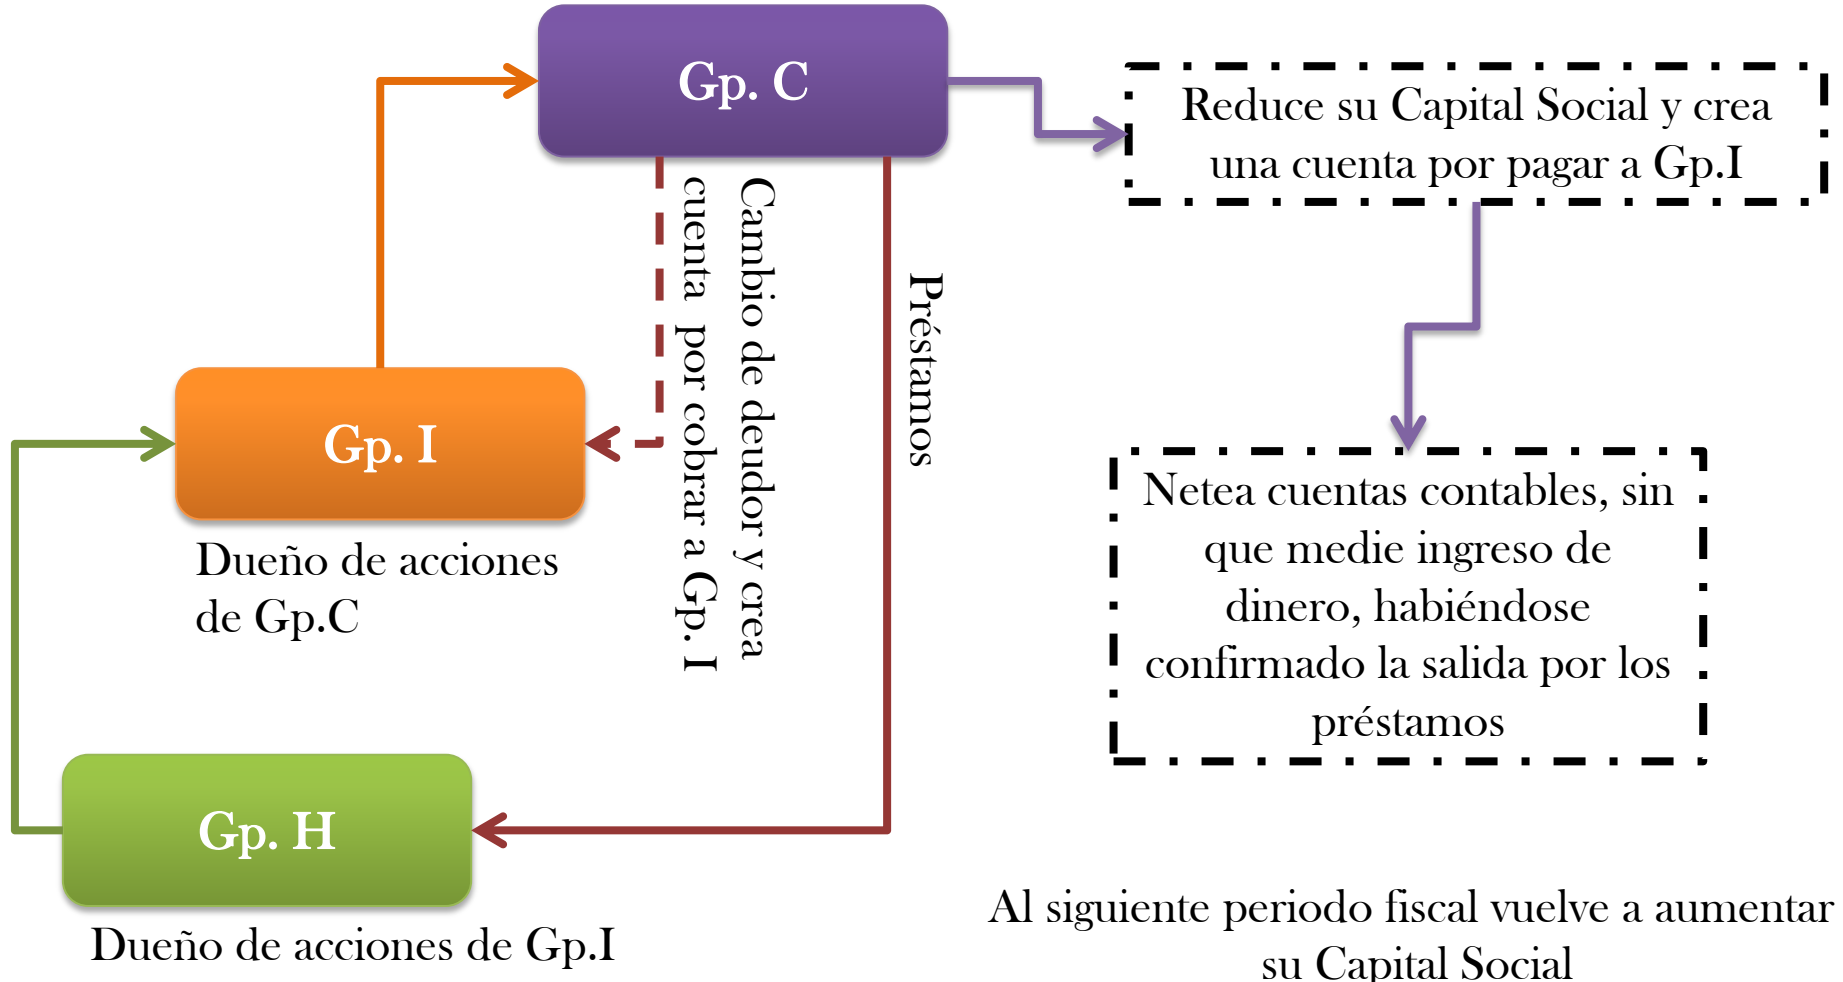 Gp. C
Reduce su Capital Social y crea
una cuenta por pagar a Gp.I
Cambio de deudor y crea
cuenta por cobrar a Gp. I
Préstamos
Gp. I
Dueño de acciones
de Gp.C
Netea cuentas contables, sin
que medie ingreso de
dinero, habiéndose
confirmado la salida por los
préstamos
Gp. H
Dueño de acciones de Gp.I
Al siguiente periodo fiscal vuelve a aumentar
su Capital Social